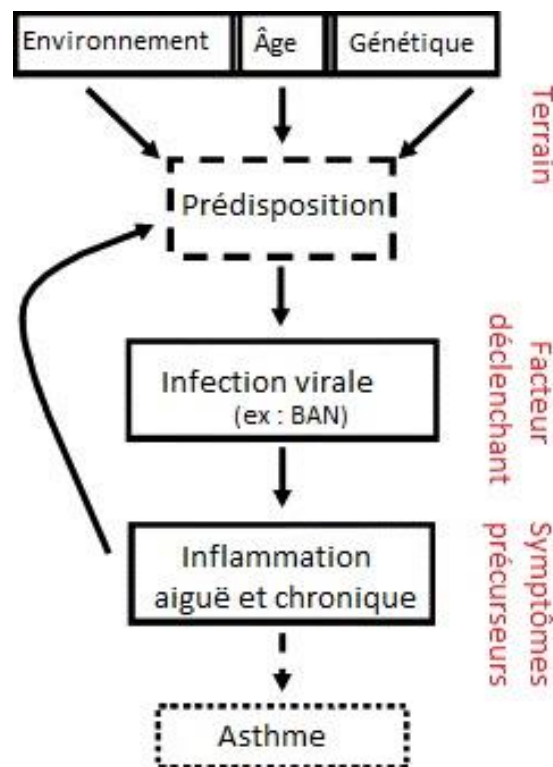 Environnement
Âge
Génétique
Terrain
Prédisposition
Infection virale
(ex : BAN)
Facteur
déclenchant
Inflammation
aiguë et chronique
Symptômes
précurseurs
Asthme